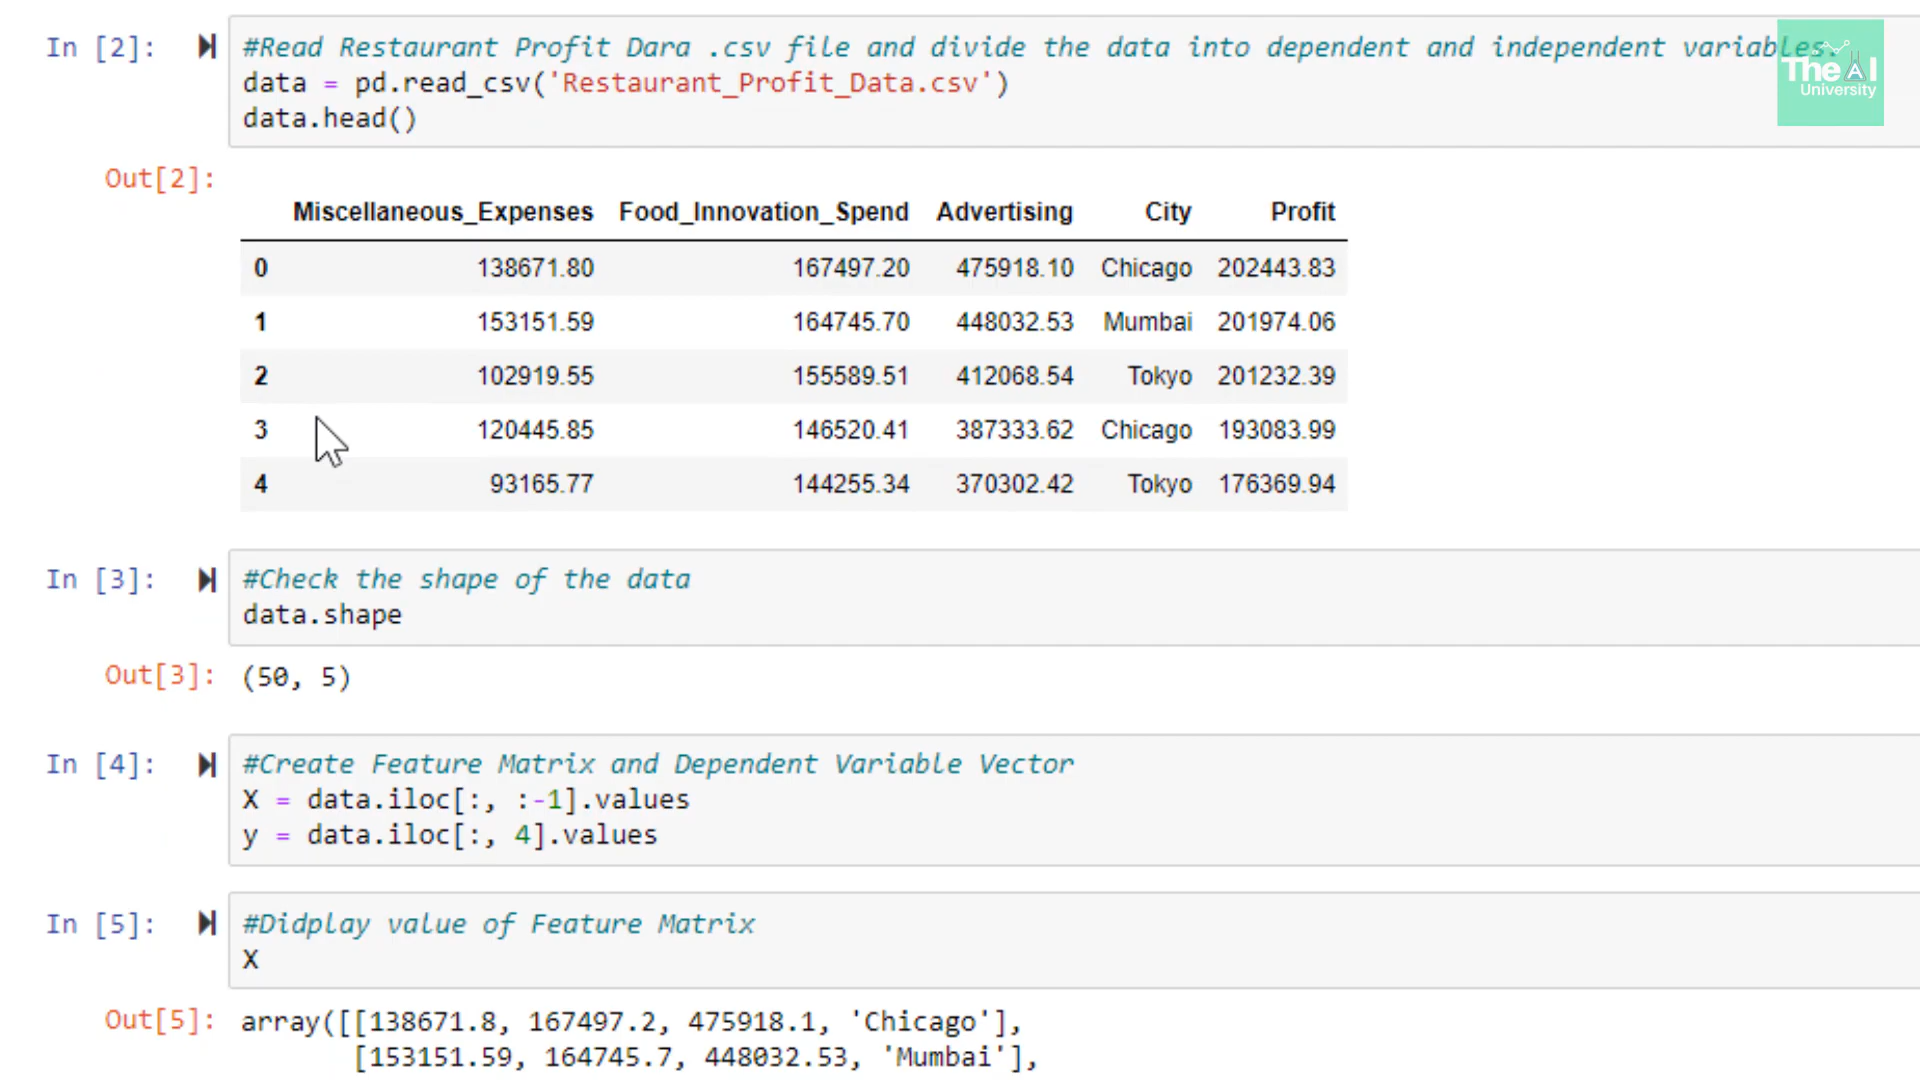 In [2]: #Read Restaurant Profit Dara .csv file and divide the data into dependent and independent variables.
data = pd.read_csv('Restaurant_Profit_Data.csv')
data.head()
The AI
University
Out[2]:
Miscellaneous_Expenses Food_Innovation_Spend Advertising City Profit
0 138671.80 167497.20 475918.10 Chicago 202443.83
1 153151.59 164745.70 448032.53 Mumbai 201974.06
2 102919.55 155589.51 412068.54 Tokyo 201232.39
3 120445.85 146520.41 387333.62 Chicago 193083.99
4 93165.77 144255.34 370302.42 Tokyo 176369.94
In [3]: #Check the shape of the data
data.shape
Out[3]: (50, 5)
In [4]: #Create Feature Matrix and Dependent Variable Vector
X = data.iloc[:, :-1].values
y = data.iloc[:, 4].values
In [5]: #Didplay value of Feature Matrix
X
Out[5]: array([[138671.8, 167497.2, 475918.1, 'Chicago'],
[153151.59, 164745.7, 448032.53, 'Mumbai'],